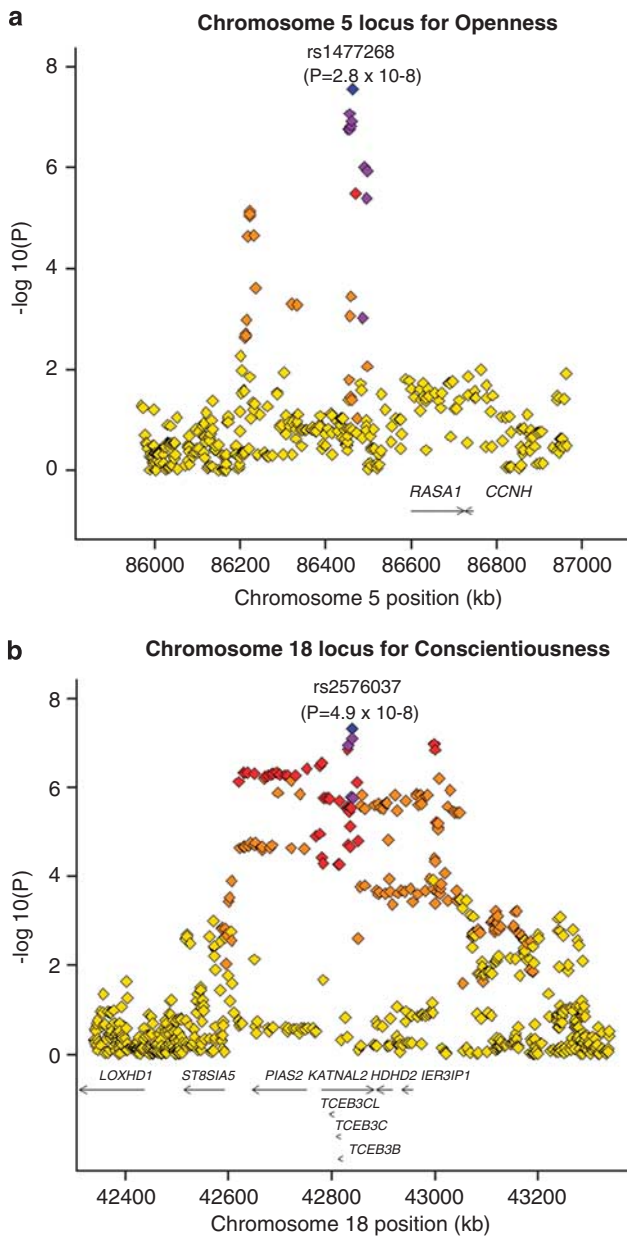 a
Chromosome 5 locus for Openness
rs1477268
(P=2.8 x 10-8)
8
6
4
2
0
-log 10(P)
RASA1 CCNH
86000 86200 86400 86600 86800 87000
Chromosome 5 position (kb)
b
Chromosome 18 locus for Conscientiousness
rs2576037
(P=4.9 x 10-8)
8
6
4
2
0
-log 10(P)
LOXHD1 ST8SIA5 PIAS2 KATNAL2 HDHD2 IER3IP1
TCEB3CL
TCEB3C
TCEB3B
42400 42600 42800 43000 43200
Chromosome 18 position (kb)